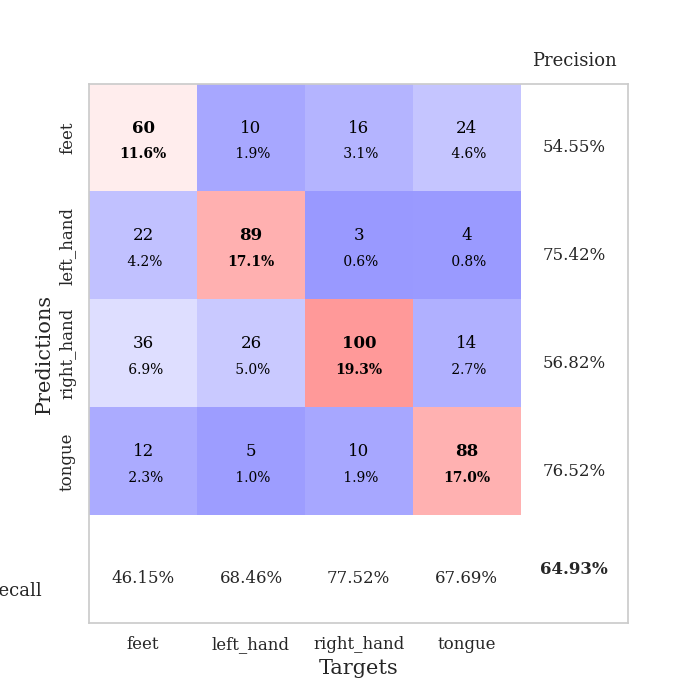 Precision
feet
60 10 16 24
11.6% 1.9% 3.1% 4.6%
54.55%
left_hand
22 89 3 4
4.2% 17.1% 0.6% 0.8%
75.42%
Predictions
right_hand
36 26 100 14
6.9% 5.0% 19.3% 2.7%
56.82%
tongue
12 5 10 88
2.3% 1.0% 1.9% 17.0%
76.52%
ecall
46.15% 68.46% 77.52% 67.69% 64.93%
feet left_hand right_hand tongue
Targets